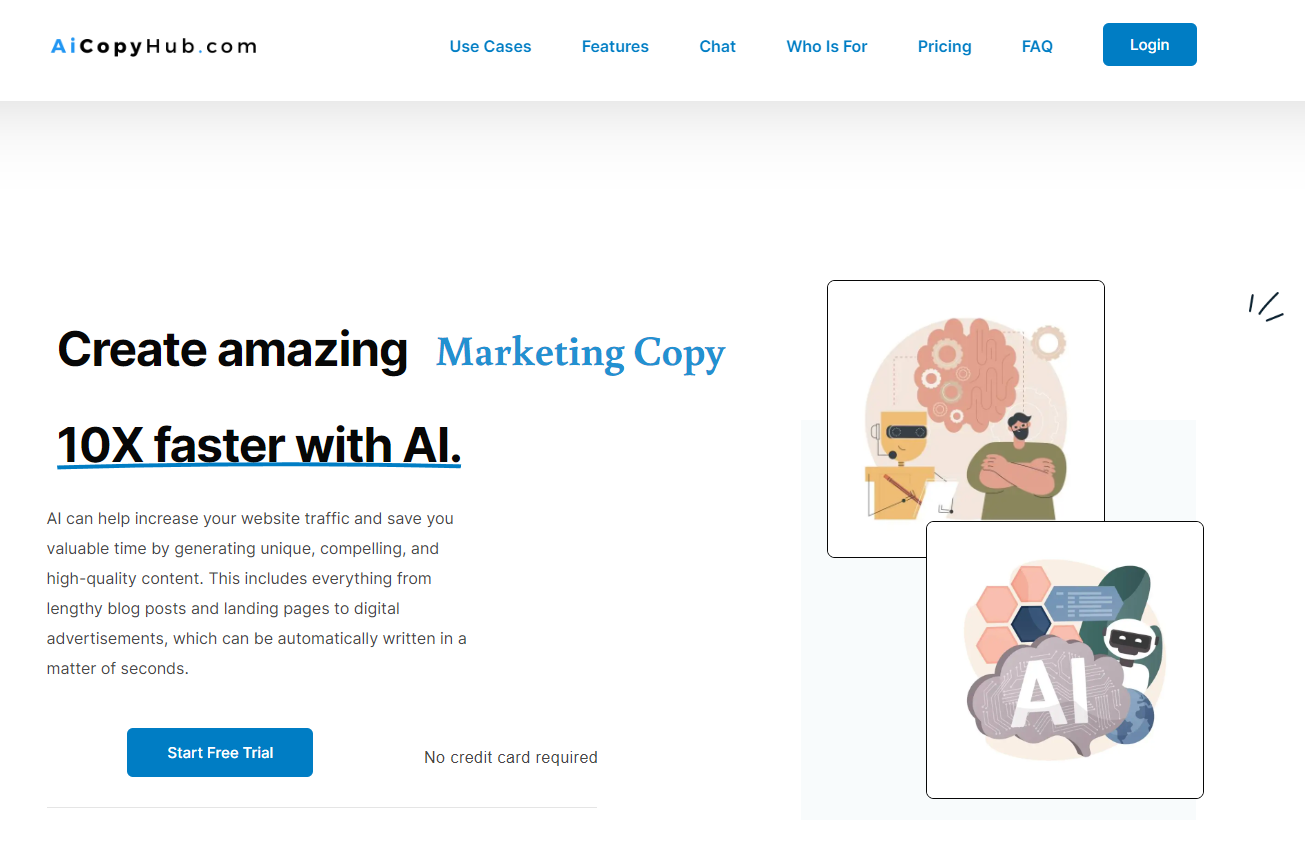 AiCopyHub.com
Use Cases
Features
Chat
Who Is For
Pricing
FAQ
Login
Create amazing Marketing Copy
10X faster with AI.
AI can help increase your website traffic and save you
valuable time by generating unique, compelling, and
high-quality content. This includes everything from
lengthy blog posts and landing pages to digital
advertisements, which can be automatically written in a
matter of seconds.
Start Free Trial
No credit card required
AI